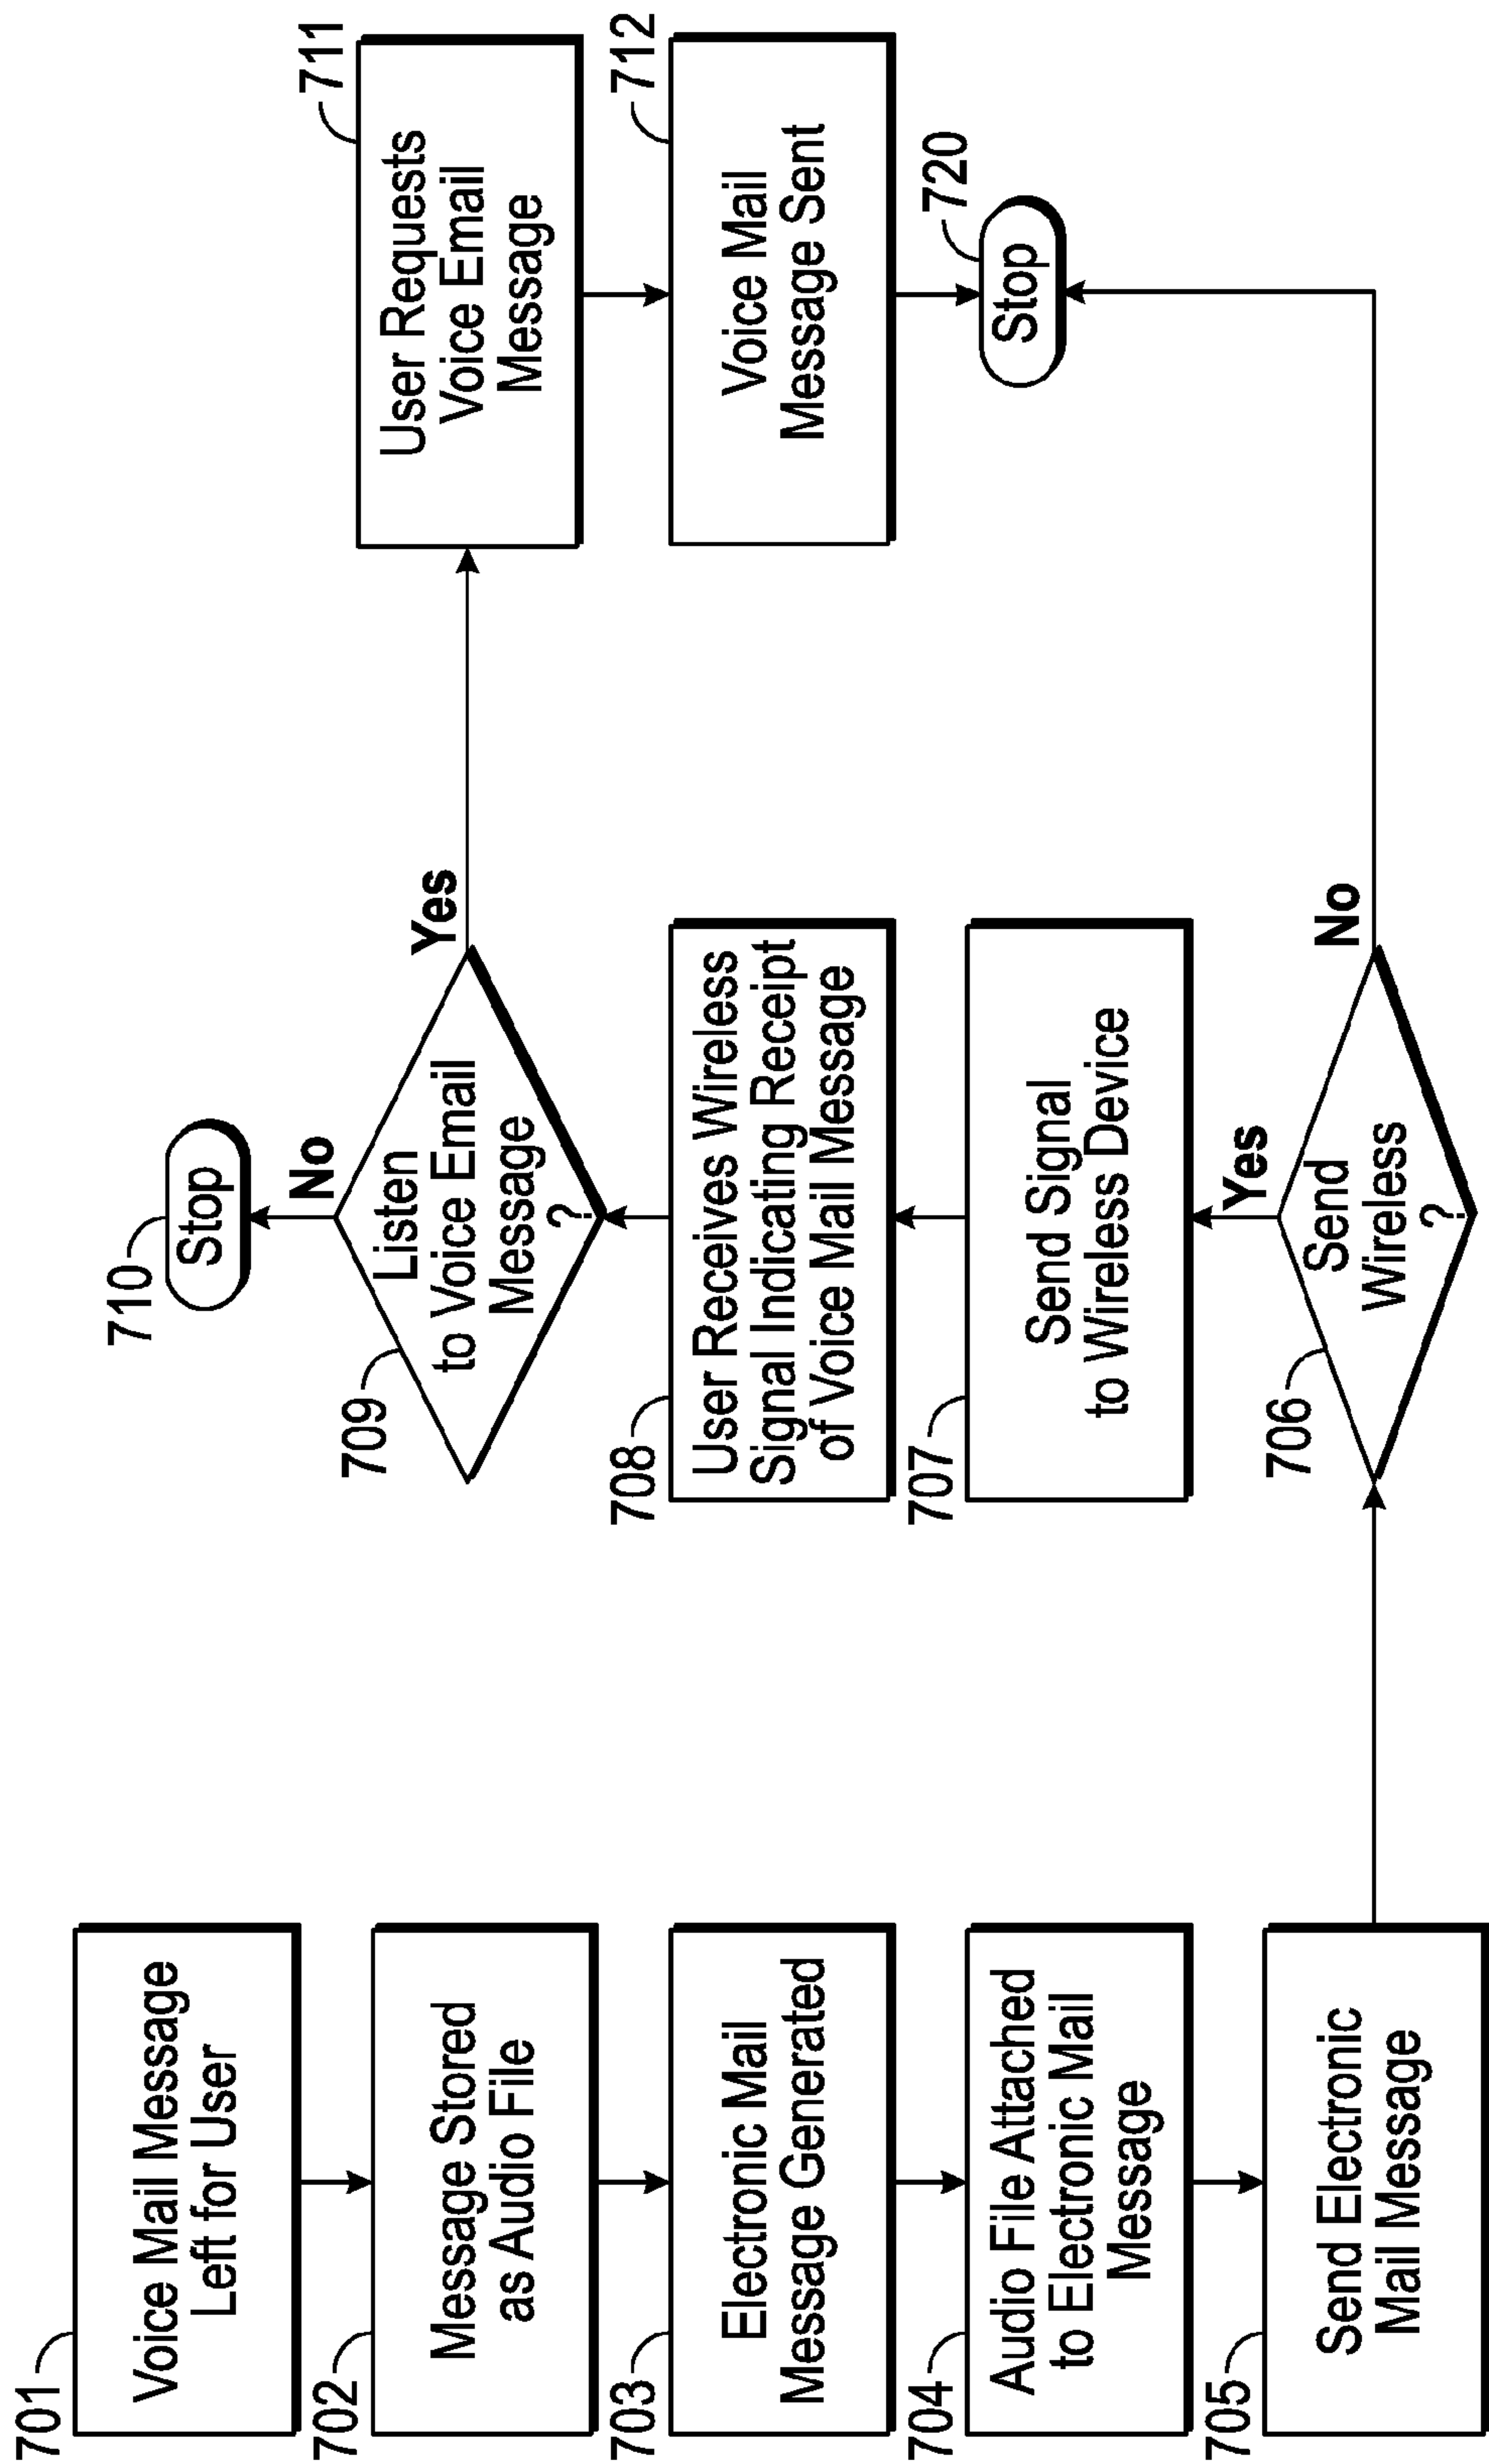 701
Voice Mail Message
Left for User
702
Message Stored
as Audio File
703
Electronic Mail
Message Generated
704
Audio File Attached
to Electronic Mail
Message
705
Send Electronic
Mail Message
706
Send
Wireless
?
Yes
No
707
Send Signal
to Wireless Device
708
User Receives Wireless
Signal Indicating Receipt
of Voice Mail Message
709
Listen
to Voice Email
Message
?
No
Yes
710
Stop
711
User Requests
Voice Email
Message
712
Voice Mail
Message Sent
720
Stop